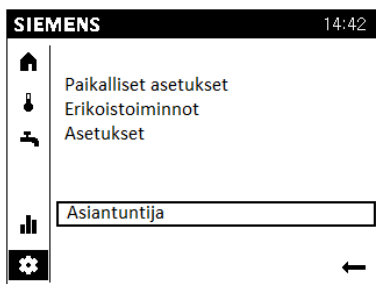 SIEMENS 14:42
Paikalliset asetukset
Erikoistoiminnot
Asetukset
Asiantuntija